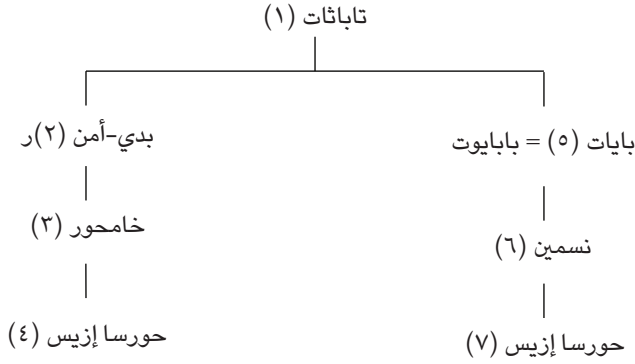 تاباثات (١)
بايات (٥) = بابايوت
بدي-أمن (٢)ر
نسمين (٦)
خامحور (٣)
حورسا إزيس (٧)
حورسا إزيس (٤)